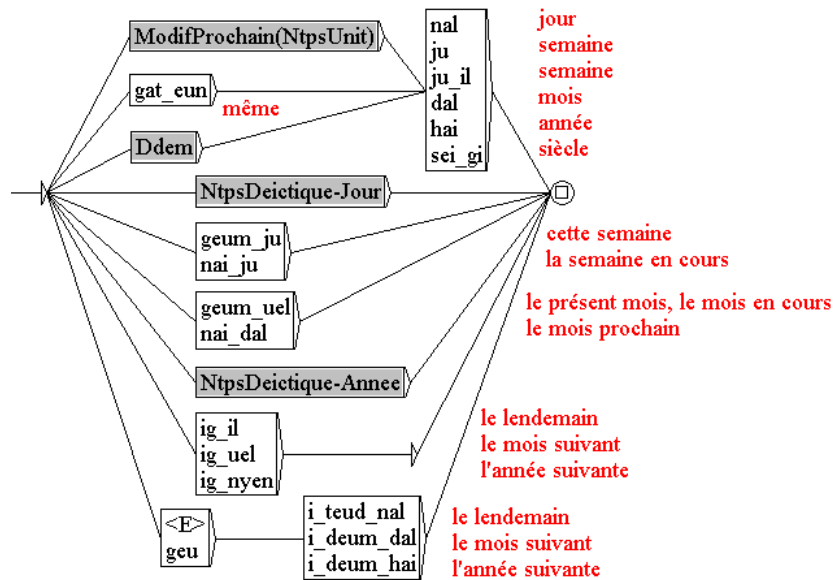 ModifProchain(NtpsUnit)
gat_eun
même
Ddem
nal
ju
ju_il
dal
hai
sei_gi
jour
semaine
semaine
mois
année
siècle
NtpsDeictique-Jour
geum_ju
nai_ju
cette semaine
la semaine en cours
geum_uel
nai_dal
le présent mois, le mois en cours
le mois prochain
NtpsDeictique-Annee
ig_il
ig_uel
ig_nyen
le lendemain
le mois suivant
l'année suivante
<E>
geu
i_teud_nal
i_deum_dal
i_deum_hai
le lendemain
le mois suivant
l'année suivante